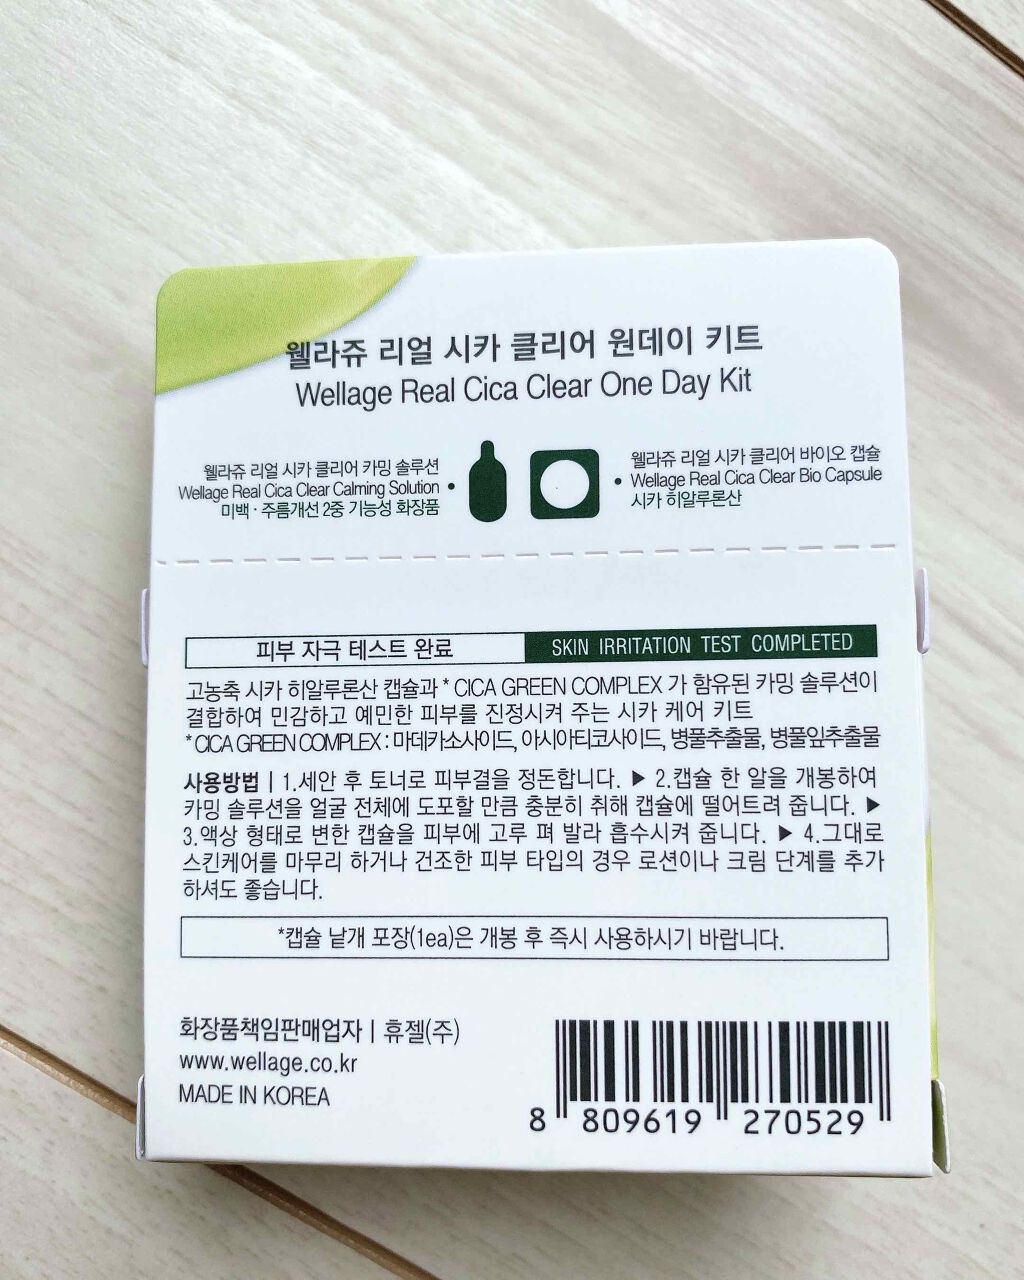 웰라쥬 리얼 시카 클리어 원데이 키트
Wellage Real Cica Clear One Day Kit
웰라쥬 리얼 시카 클리어 카밍 솔루션
Wellage Real Cica Clear Calming Solution •
미백 · 주름개선 2중 기능성 화장품
웰라쥬 리얼 시카 클리어 바이오 캡슐
• Wellage Real Cica Clear Bio Capsule
시카 히알루론산
피부 자극 테스트 완료
SKIN IRRITATION TEST COMPLETED
고농축 시카 히알루론산 캡슐과 * CICA GREEN COMPLEX 가 함유된 카밍 솔루션이
결합하여 민감하고 예민한 피부를 진정시켜 주는 시카 케어 키트
* CICA GREEN COMPLEX : 마데카소사이드, 아시아티코사이드, 병풀추출물, 병풀잎추출물
사용방법 | 1.세안 후 토너로 피부결을 정돈합니다. ▶ 2.캡슐 한 알을 개봉하여
카밍 솔루션을 얼굴 전체에 도포할 만큼 충분히 취해 캡슐에 떨어트려 줍니다. ▶
3.액상 형태로 변한 캡슐을 피부에 고루 펴 발라 흡수시켜 줍니다. ▶ 4.그대로
스킨케어를 마무리 하거나 건조한 피부 타입의 경우 로션이나 크림 단계를 추가
하셔도 좋습니다.
*캡슐 낱개 포장(1ea)은 개봉 후 즉시 사용하시기 바랍니다.
화장품책임판매업자 | 휴젤(주)
www.wellage.co.kr
MADE IN KOREA
8 809619 270529